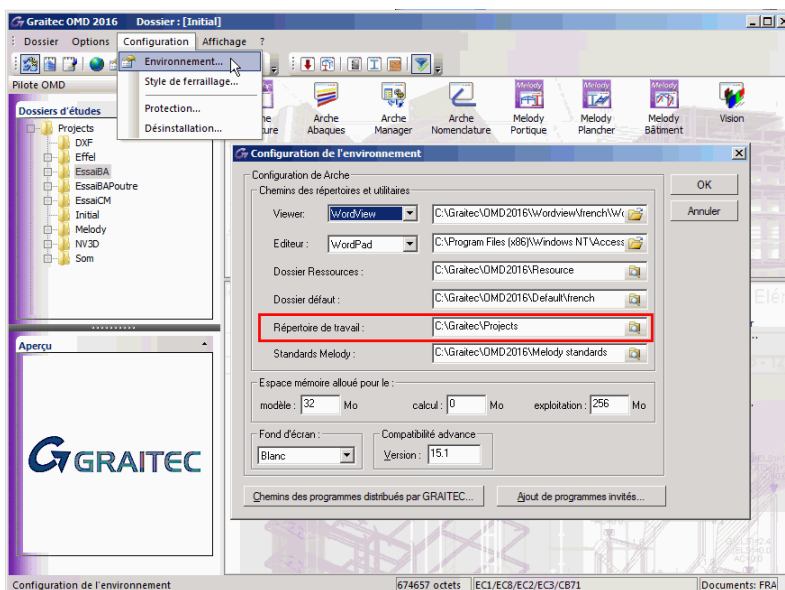 Graitec OMD 2016 Dossier : [Initial]
Dossier Options Configuration Affichage ?
Environnement...
Style de ferraillage...
Protection...
Désinstallation...
Pilote OMD
Dossiers d'études
Projects
DXF
Effel
EssaiBA
EssaiBAPoutre
EssaiCM
Initial
Melody
NV3D
Som
Arche Abaques
Arche Manager
Arche Nomenclature
Melody Portique
Melody Plancher
Melody Bâtiment
Vision
Aperçu
GRAITEC
Configuration de l'environnement
Configuration de Arche
Chemins des répertoires et utilitaires
Viewer: WordView C:\Graitec\OMD2016\Wordview\french\Wo
Editeur : WordPad C:\Program Files (x86)\Windows NT\Access
Dossier Ressources : C:\Graitec\OMD2016\Resource
Dossier défaut : C:\Graitec\OMD2016\Default\french
Répertoire de travail : C:\Graitec\Projects
Standards Melody : C:\Graitec\OMD2016\Melody standards
Espace mémoire alloué pour le :
modèle : 32 Mo calcul : 0 Mo exploitation : 256 Mo
Fond d'écran : Blanc
Compatibilité advance
Version : 15.1
Chemins des programmes distribués par GRAITEC...
Ajout de programmes invités...
OK
Annuler
Configuration de l'environnement 674657 octets EC1/EC8/EC2/EC3/CB71 Documents: FRA